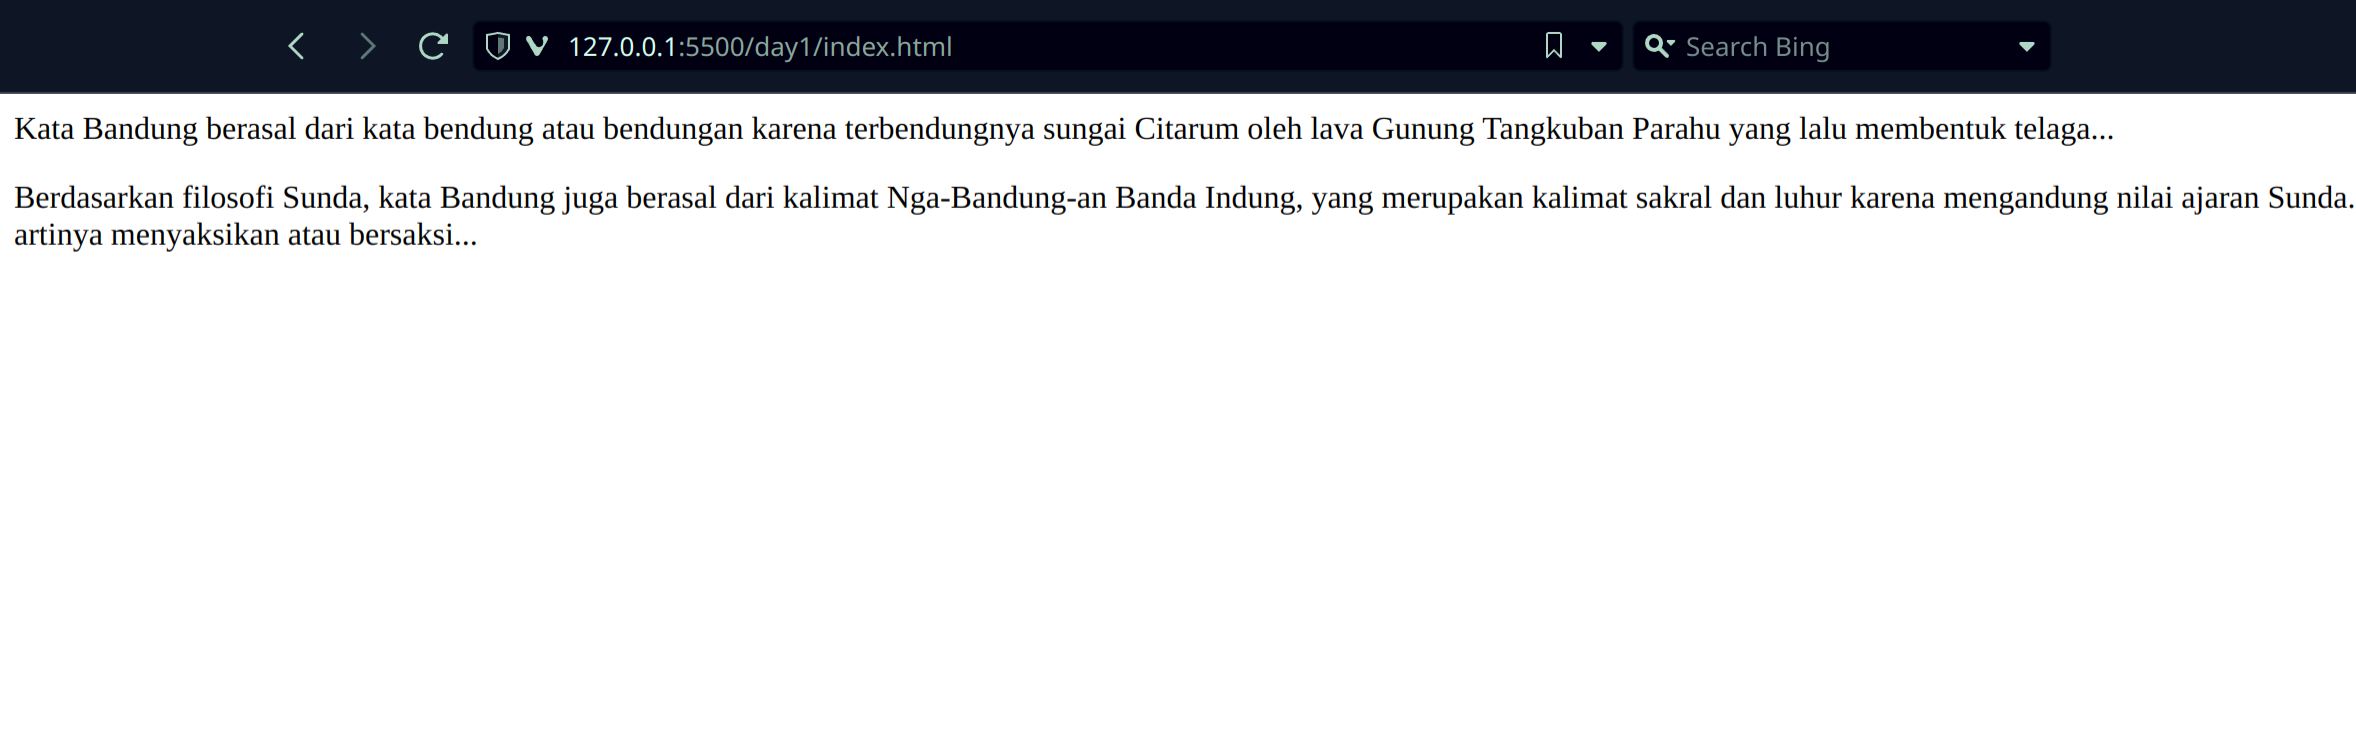 127.0.0.1:5500/day1/index.html
Search Bing
Kata Bandung berasal dari kata bendung atau bendungan karena terbendungnya sungai Citarum oleh lava Gunung Tangkuban Parahu yang lalu membentuk telaga...
Berdasarkan filosofi Sunda, kata Bandung juga berasal dari kalimat Nga-Bandung-an Banda Indung, yang merupakan kalimat sakral dan luhur karena mengandung nilai ajaran Sunda.
artinya menyaksikan atau bersaksi...